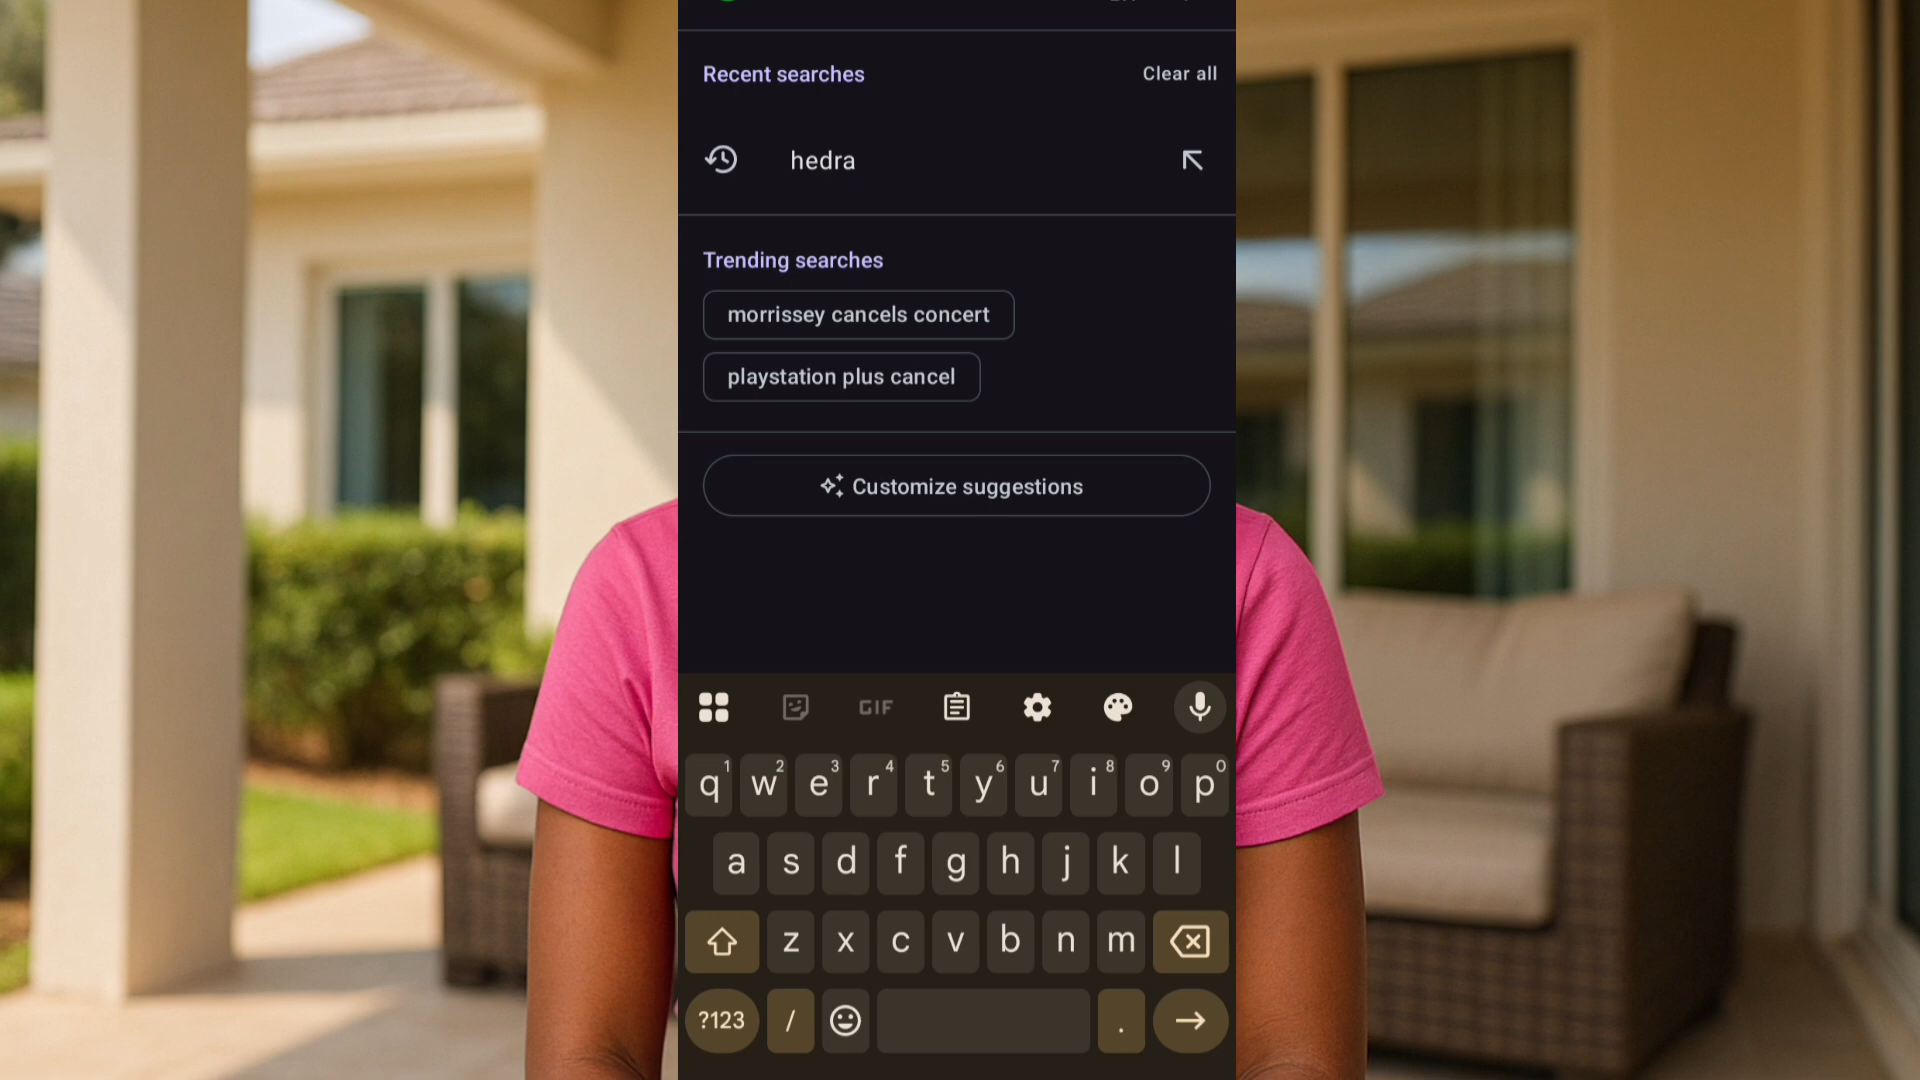 Recent searches
Clear all
hedra
Trending searches
morrissey cancels concert
playstation plus cancel
Customize suggestions
GIF
q1 w2 e3 r4 t5 y6 u7 i8 o9 p0
a s d f g h j k l
z x c v b n m
?123 / .